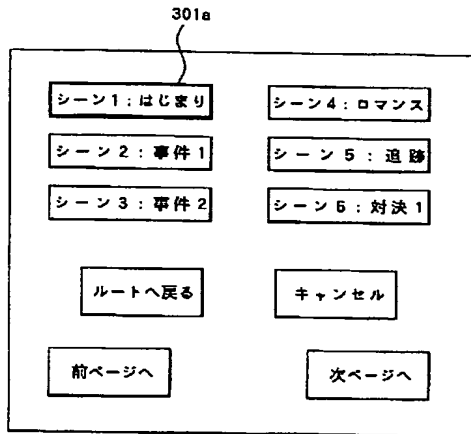 301a
シーン1：はじまり
シーン4：ロマンス
シーン2：事件1
シーン5：追跡
シーン3：事件2
シーン6：対決1
ルートへ戻る
キャンセル
前ページへ
次ページへ